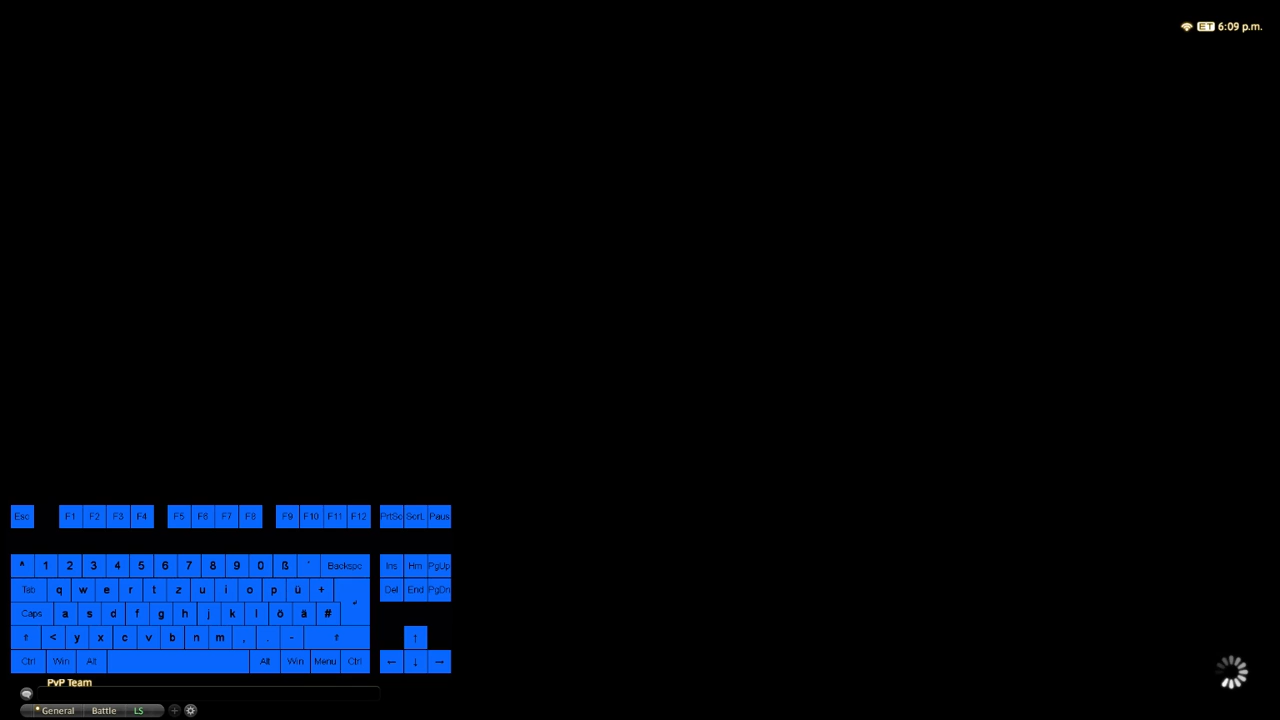 ET 6:09 p.m.
Esc F1 F2 F3 F4 F5 F6 F7 F8 F9 F10 F11 F12 PrtSc ScrL Paus
^ 1 2 3 4 5 6 7 8 9 0 ß ´ Backspc Ins Hm PgUp
Tab q w e r t z u i o p ü + ↵ Del End PgDn
Caps a s d f g h j k l ö ä #
⇧ < y x c v b n m , . - ⇧ ↑
Ctrl Win Alt Alt Win Menu Ctrl ← ↓ →
PvP Team
General Battle LS